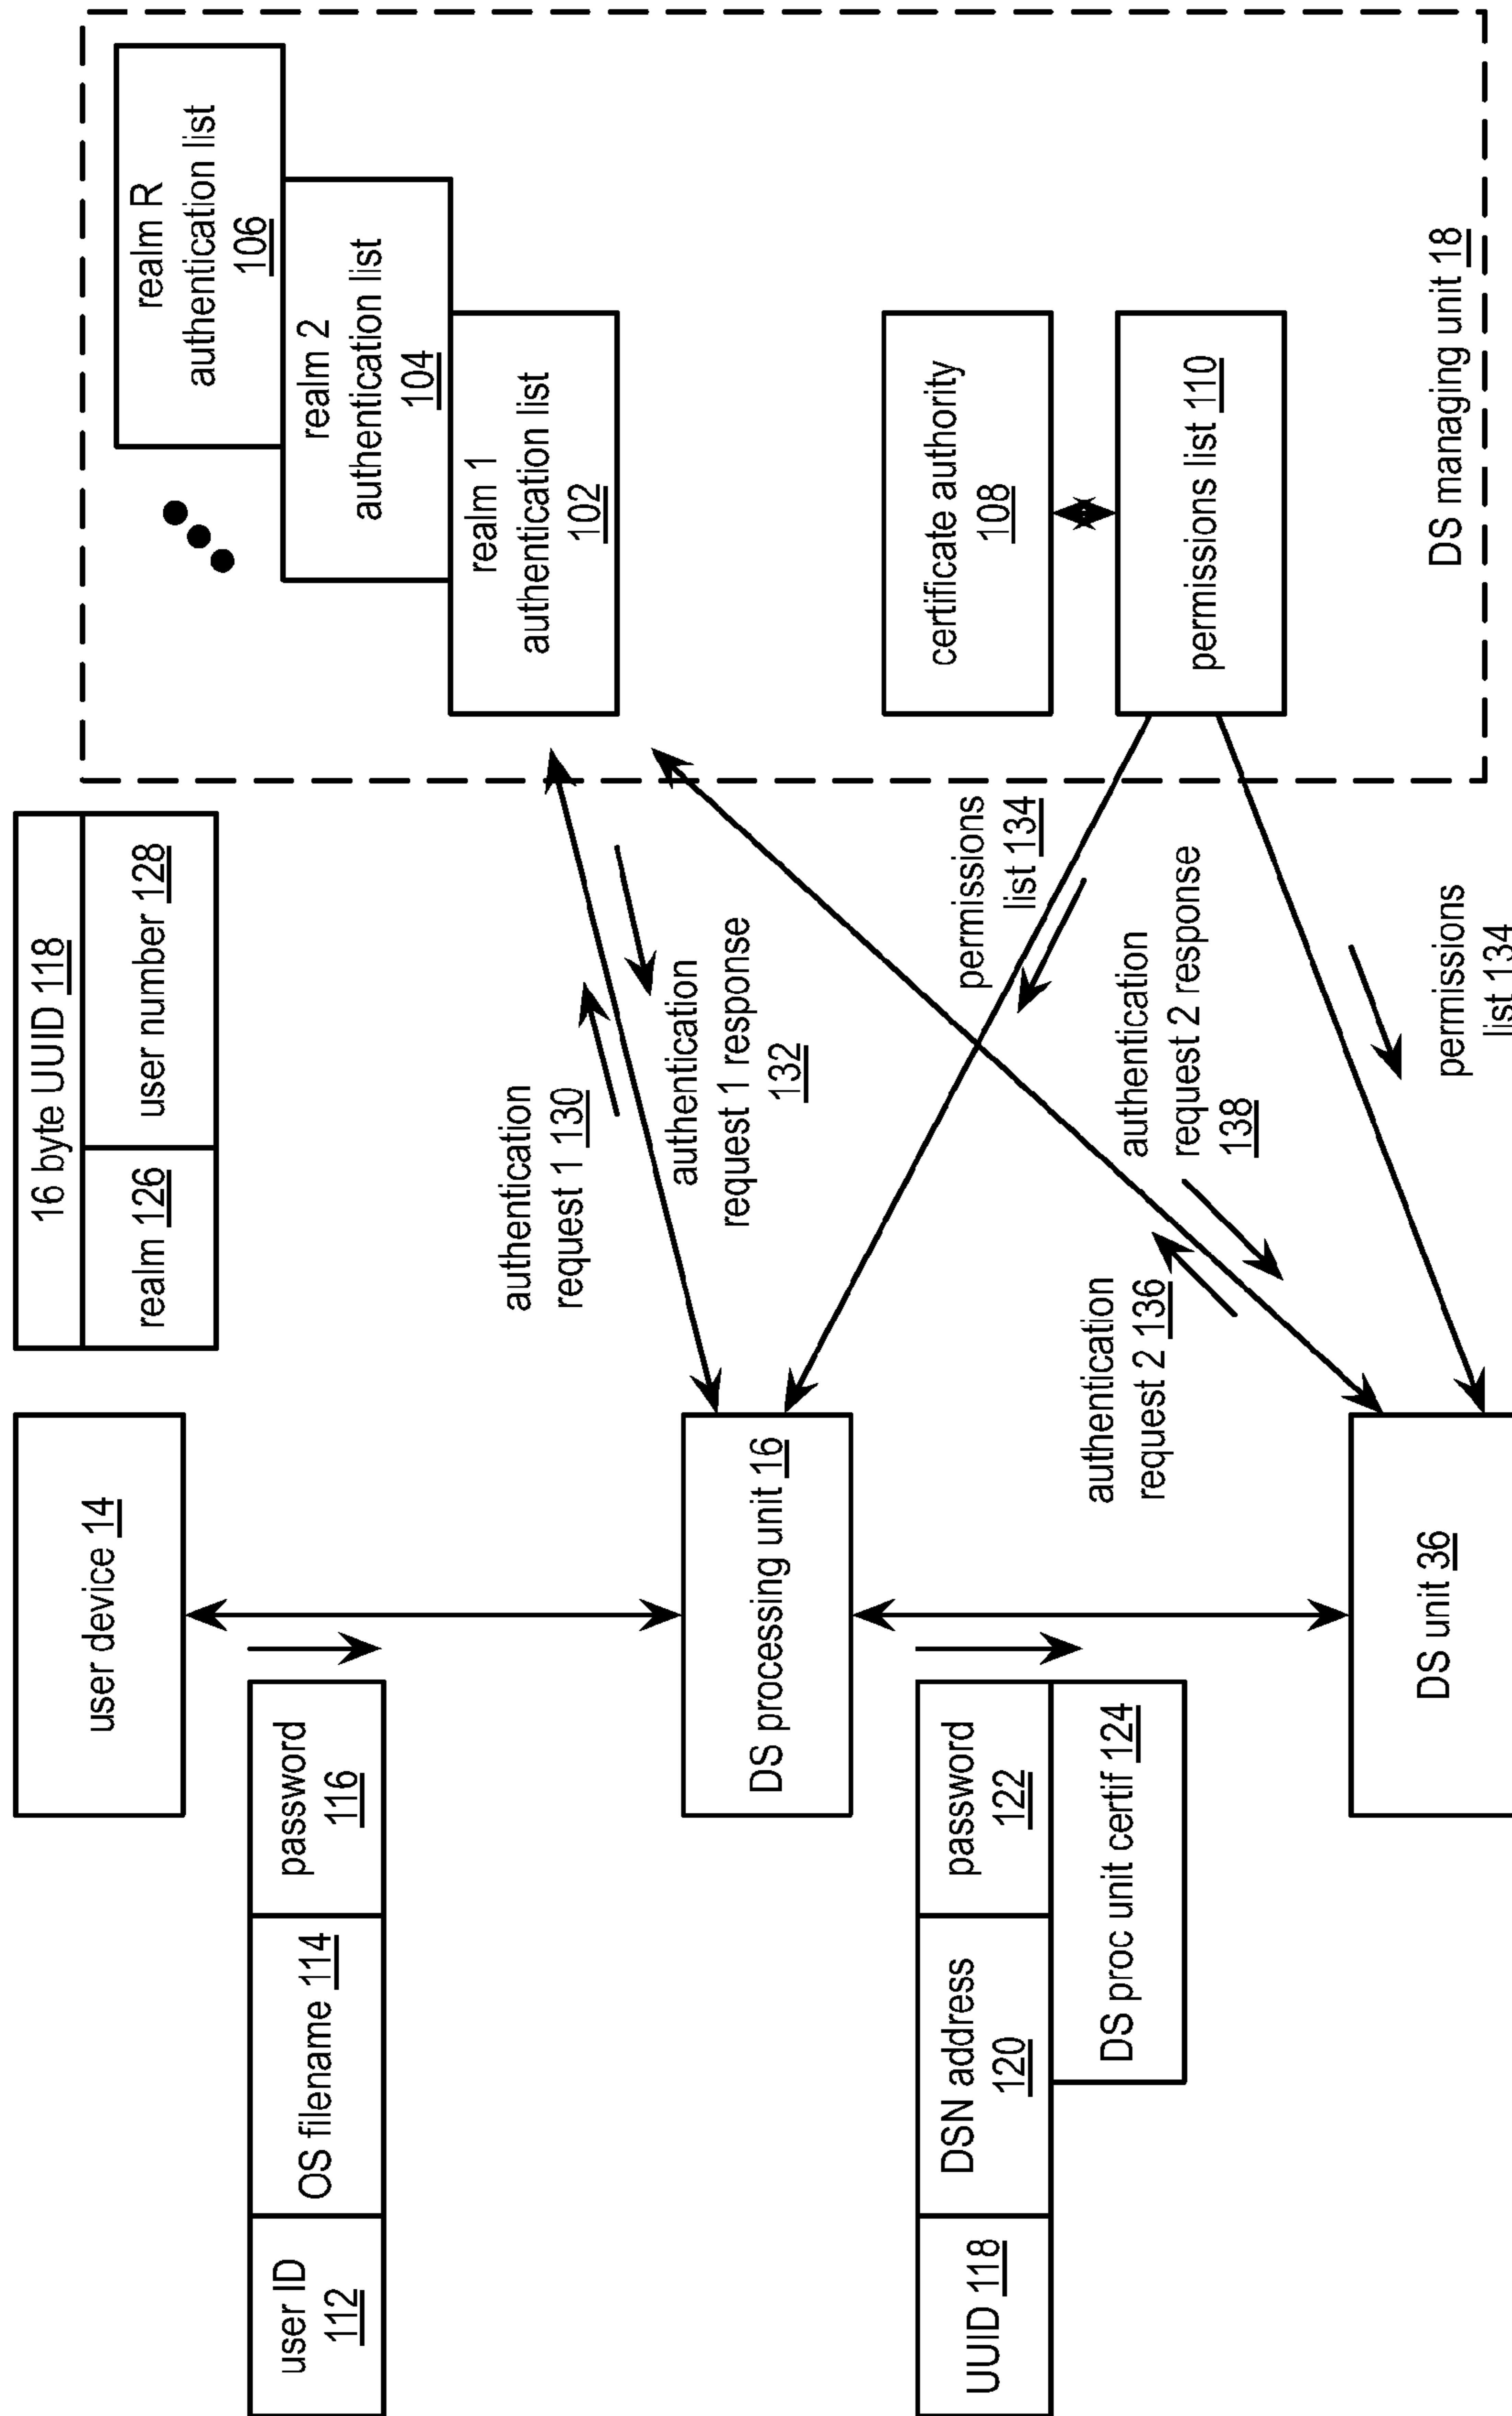 user device 14
16 byte UUID 118
realm 126
user number 128
realm R
authentication list
106
realm 2
authentication list
104
realm 1
authentication list
102
user ID
112
OS filename 114
password
116
authentication
request 1 130
authentication
request 1 response
132
DS processing unit 16
certificate authority
108
permissions
list 134
permissions list 110
UUID 118
DSN address
120
password
122
DS proc unit certif 124
authentication
request 2 136
authentication
request 2 response
138
DS unit 36
permissions
list 134
DS managing unit 18